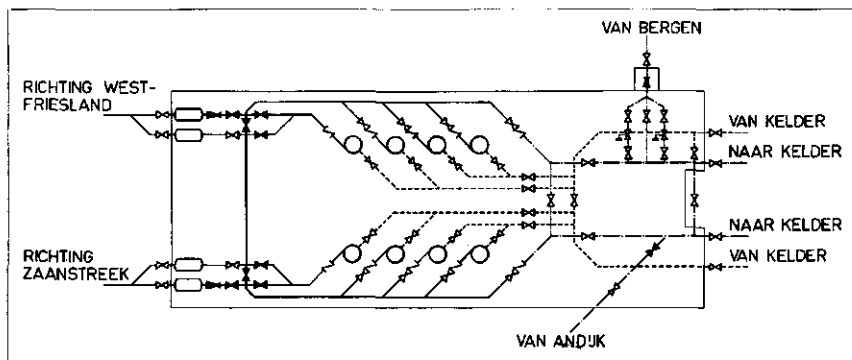 VAN BERGEN
RICHTING WEST-
FRIESLAND
VAN KELDER
NAAR KELDER
NAAR KELDER
RICHTING
ZAANSTREEK
VAN KELDER
VAN ANDIJK